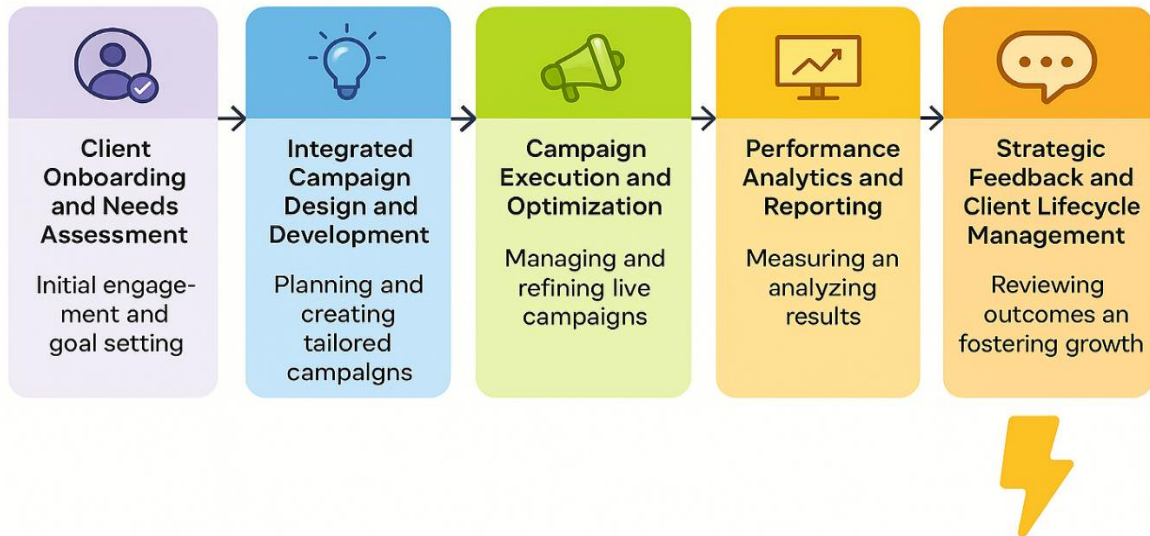 Client
Onboarding
and Needs
Assessment
Initial engage-
ment and
goal setting
Integrated
Campaign
Design and
Development
Planning and
creating
tailored
campalgns
Campaign
Execution and
Optimization
Managing and
refining live
campaigns
Performance
Analytics and
Reporting
Measuring an
analyzing
results
Strategic
Feedback and
Client Lifecycle
Management
Reviewing
outcomes an
fostering growth